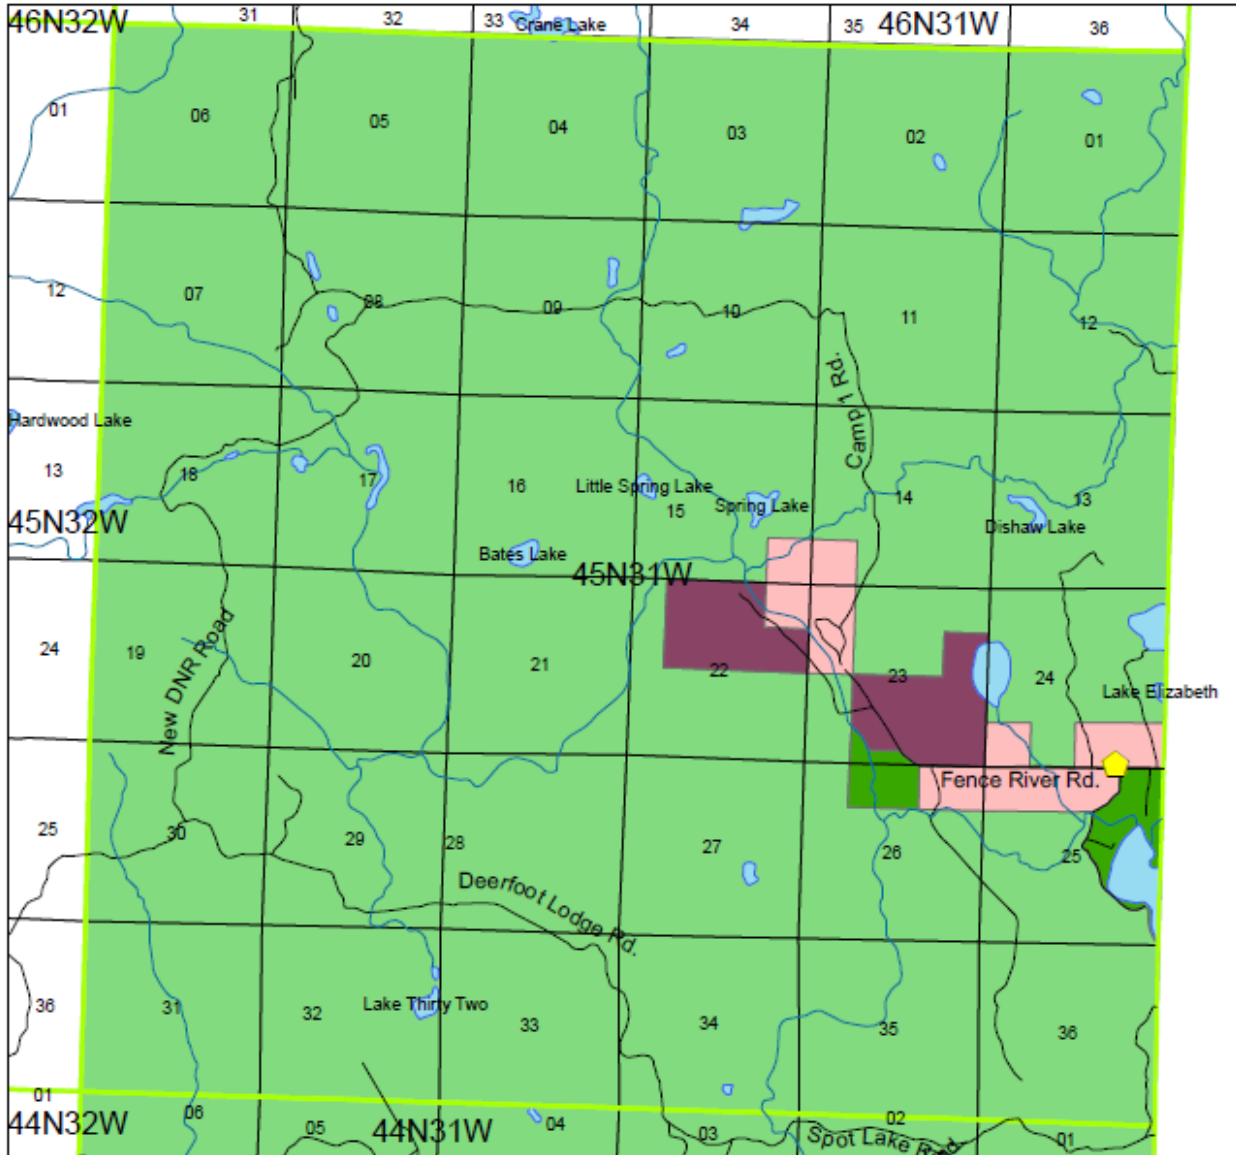 46N32W
31
32
33
Crane Lake
34
35
46N31W
36
01
06
05
04
03
02
01
12
07
08
09
10
11
12
Camp 1 Rd.
Hardwood Lake
13
18
17
16
Little Spring Lake
15
Spring Lake
14
13
Dishaw Lake
45N32W
Bates Lake
45N31W
24
19
New DNR Road
20
21
22
23
24
Lake Elizabeth
Fence River Rd.
25
30
29
28
27
26
25
Deerfoot Lodge Rd.
36
31
32
Lake Thirty Two
33
34
35
36
01
06
05
44N32W
44N31W
04
03
02
01
Spot Lake Road